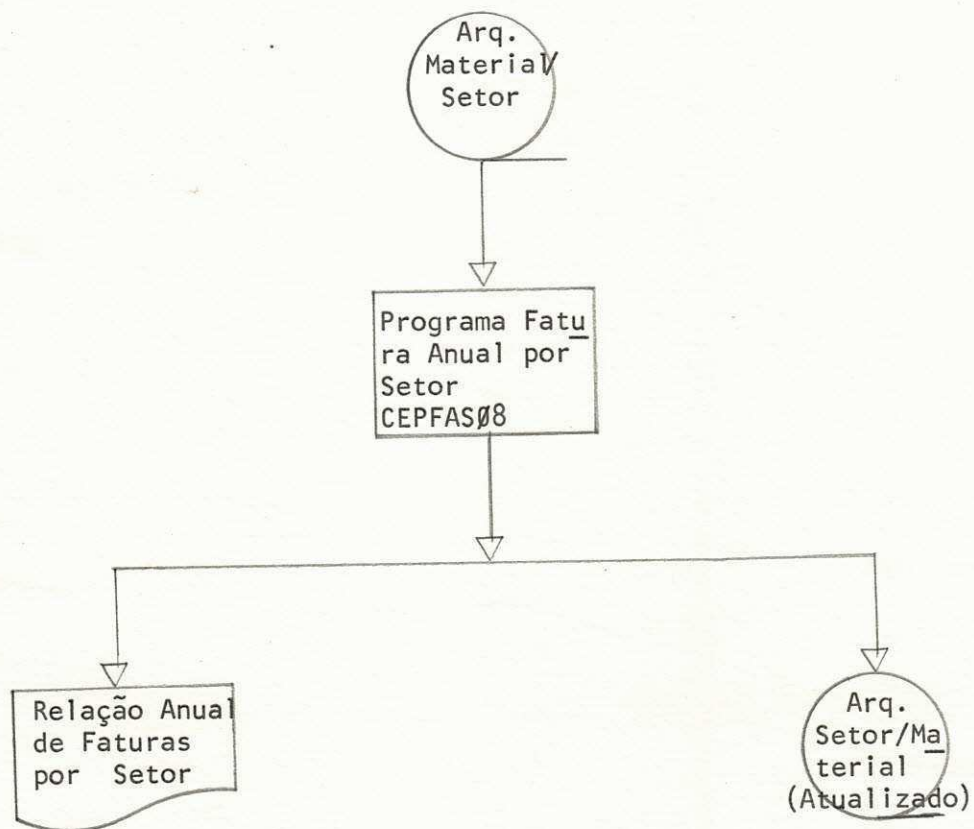 Arq.
Material/
Setor
Programa Fatu
ra Anual por
Setor
CEPFASØ8
Relação Anual
de Faturas
por Setor
Arq.
Setor/Ma
terial
(Atualizado)